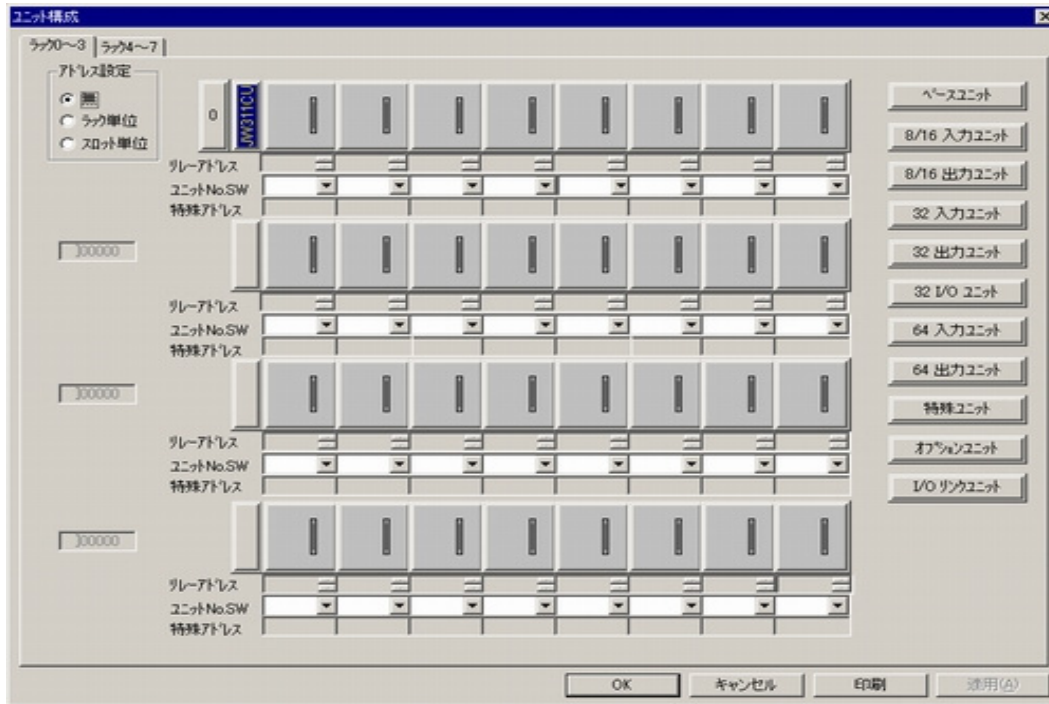 ユニット構成
ラック0〜3 ラック4〜7
アドレス設定
無
ラック単位
スロット単位
0 JW311CU
リレーアドレス
ユニットNo.SW
特殊アドレス
リレーアドレス
ユニットNo.SW
特殊アドレス
リレーアドレス
ユニットNo.SW
特殊アドレス
リレーアドレス
ユニットNo.SW
特殊アドレス
ベースユニット
8/16 入力ユニット
8/16 出力ユニット
32 入力ユニット
32 出力ユニット
32 I/O ユニット
64 入力ユニット
64 出力ユニット
特殊ユニット
オプションユニット
I/O リンクユニット
OK キャンセル 印刷 適用(A)